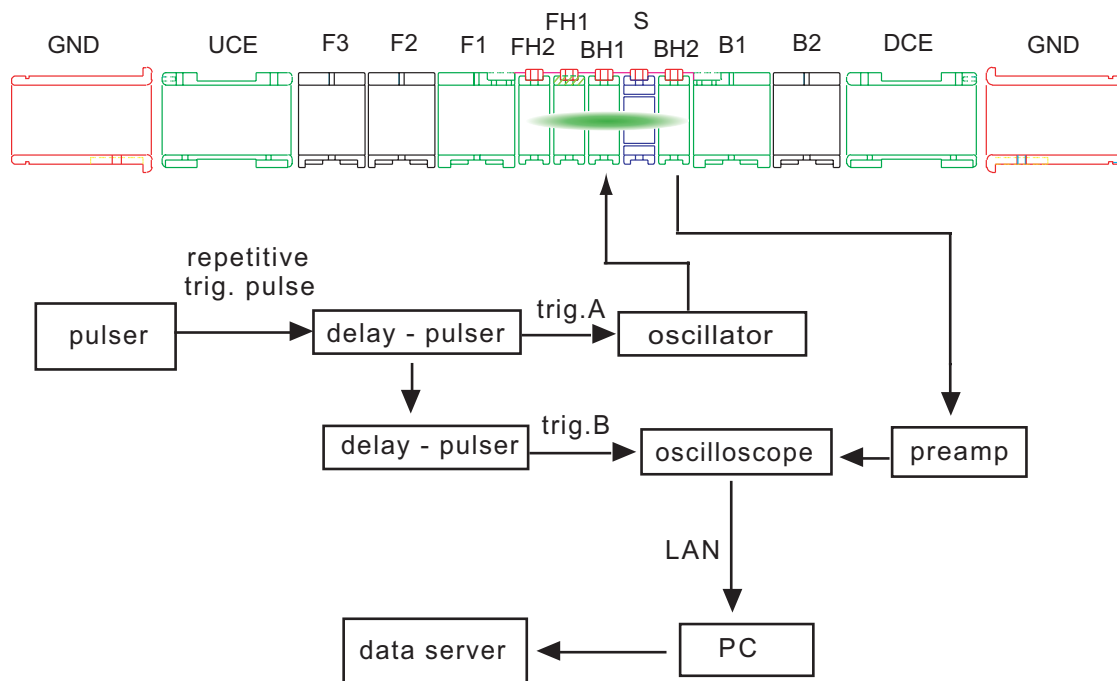 FH1 S
GND UCE F3 F2 F1 FH2 BH1 BH2 B1 B2 DCE GND
repetitive
trig. pulse
pulser
delay - pulser
trig.A
oscillator
delay - pulser
trig.B
oscilloscope
preamp
LAN
PC
data server